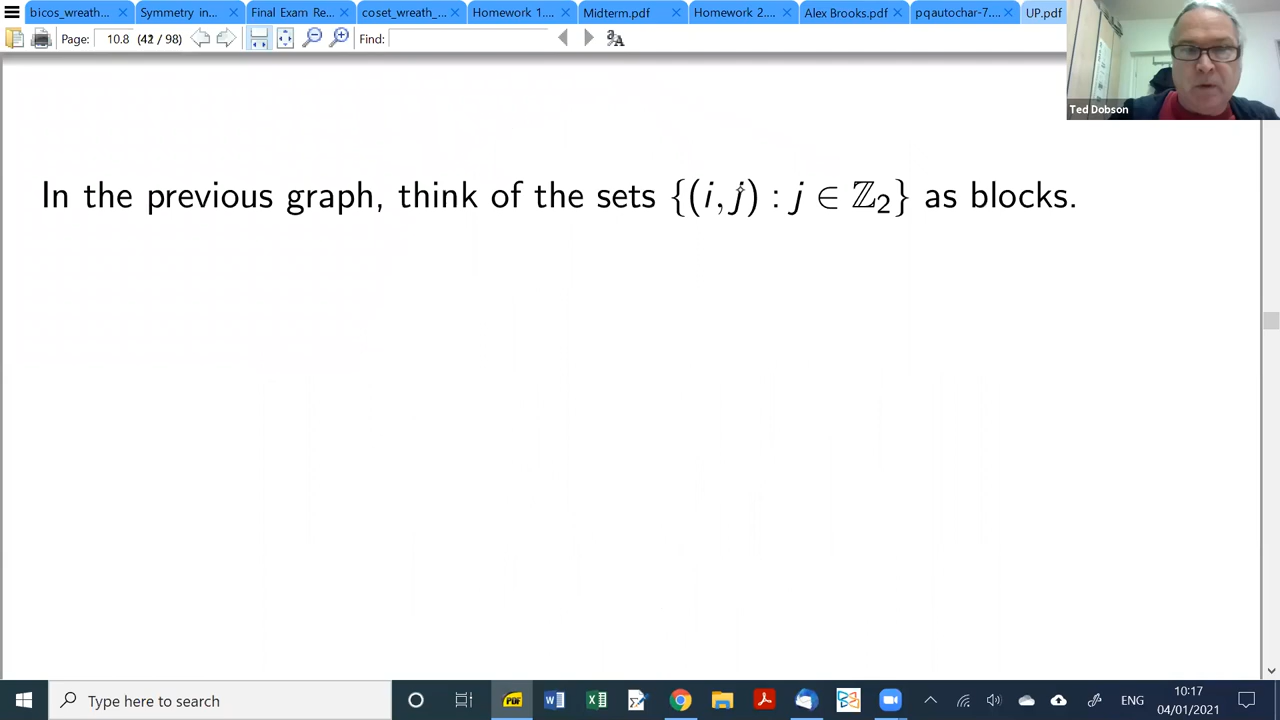 bicos_wreath... Symmetry in... Final Exam Re... coset_wreath_... Homework 1.... Midterm.pdf Homework 2.... Alex Brooks.pdf pqautochar-7.... UP.pdf
Page: 10.8 (42 / 98) Find:
Ted Dobson
In the previous graph, think of the sets {(i, j) : j ∈ ℤ₂} as blocks.
Type here to search
ENG
10:17
04/01/2021